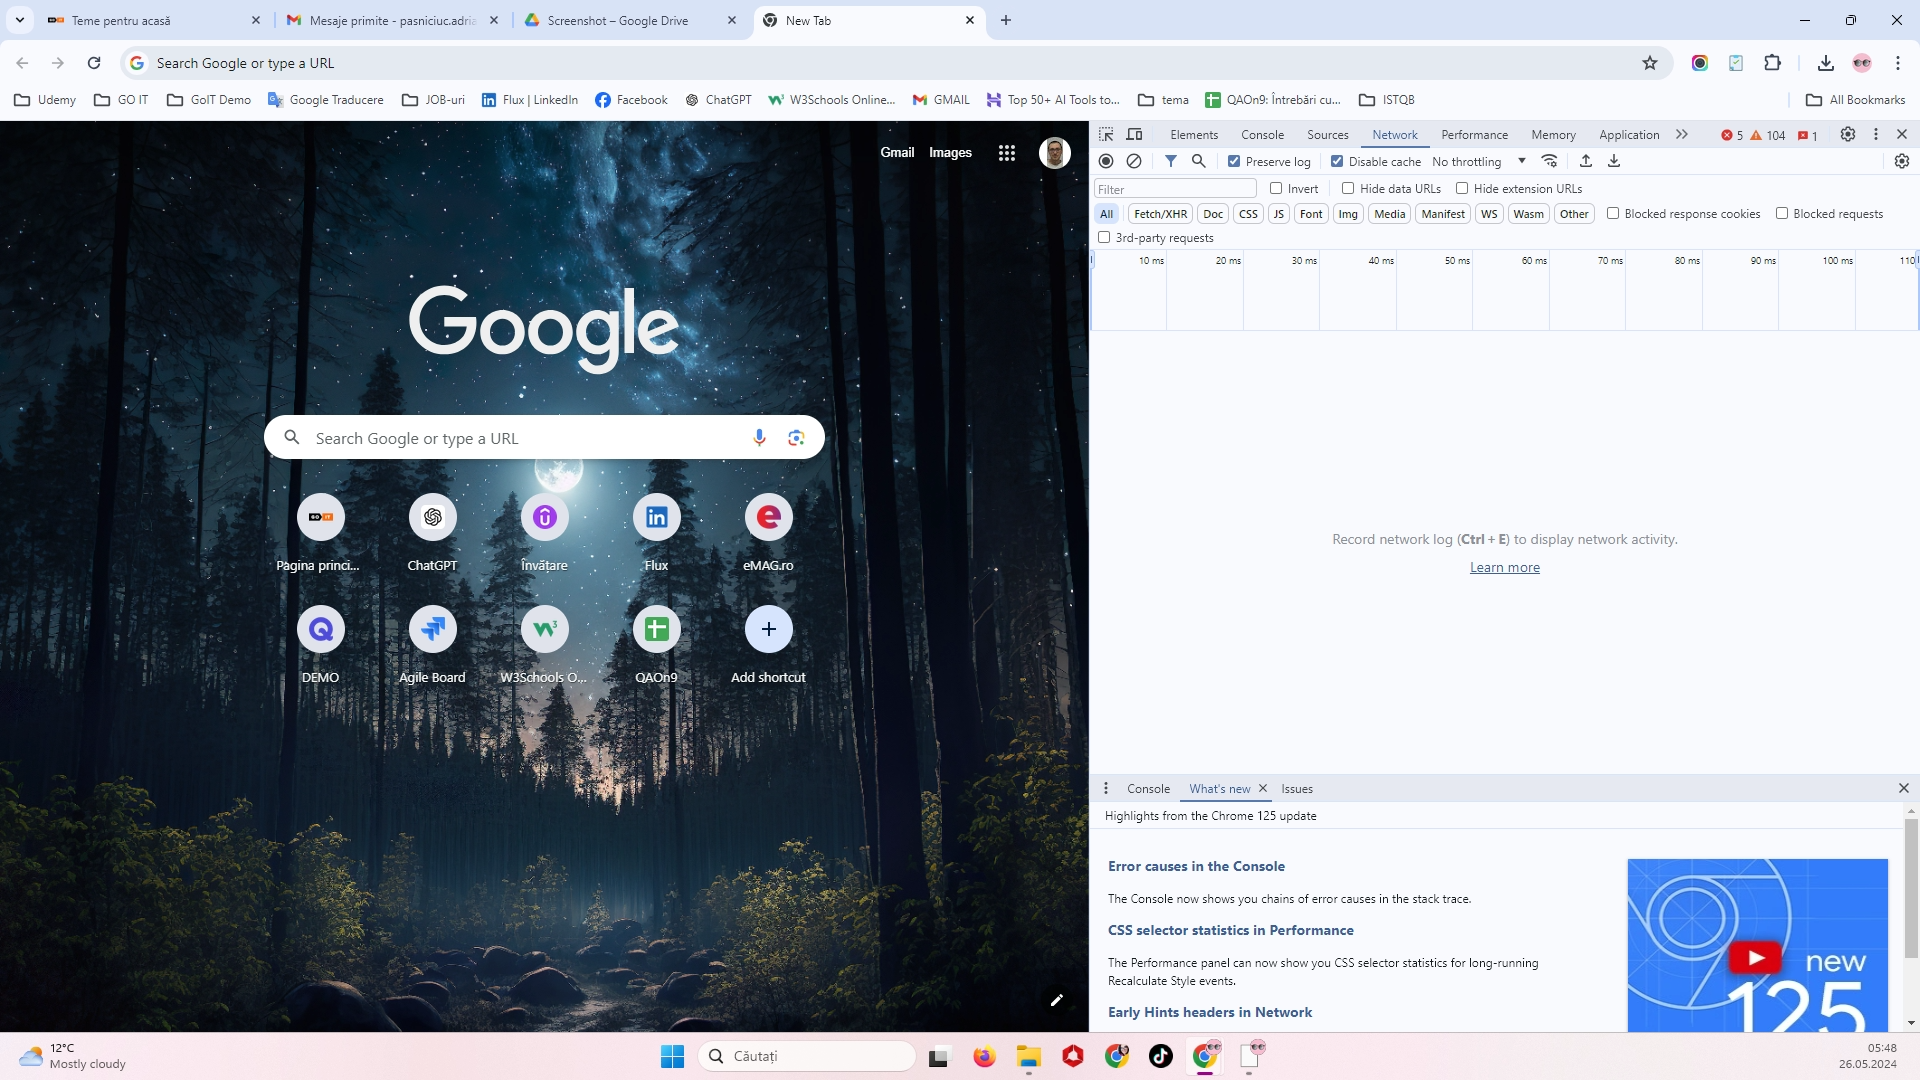 Teme pentru acasă
Mesaje primite - pasniciuc.adria
Screenshot – Google Drive
New Tab
Search Google or type a URL
Udemy
GO IT
GoIT Demo
Google Traducere
JOB-uri
Flux | LinkedIn
Facebook
ChatGPT
W3Schools Online...
GMAIL
Top 50+ AI Tools to...
tema
QAOn9: Întrebări cu...
ISTQB
All Bookmarks
Gmail Images
Google
Search Google or type a URL
Pagina princi...
ChatGPT
Învățare
Flux
eMAG.ro
DEMO
Agile Board
W3Schools O...
QAOn9
Add shortcut
Elements Console Sources Network Performance Memory Application 5 104 1
Preserve log Disable cache No throttling
Filter Invert Hide data URLs Hide extension URLs
All Fetch/XHR Doc CSS JS Font Img Media Manifest WS Wasm Other Blocked response cookies Blocked requests
3rd-party requests
10 ms 20 ms 30 ms 40 ms 50 ms 60 ms 70 ms 80 ms 90 ms 100 ms 110
Record network log (Ctrl + E) to display network activity.
Learn more
Console What's new Issues
Highlights from the Chrome 125 update
Error causes in the Console
The Console now shows you chains of error causes in the stack trace.
CSS selector statistics in Performance
The Performance panel can now show you CSS selector statistics for long-running
Recalculate Style events.
Early Hints headers in Network
new
125
12°C
Mostly cloudy
Căutați
05:48
26.05.2024